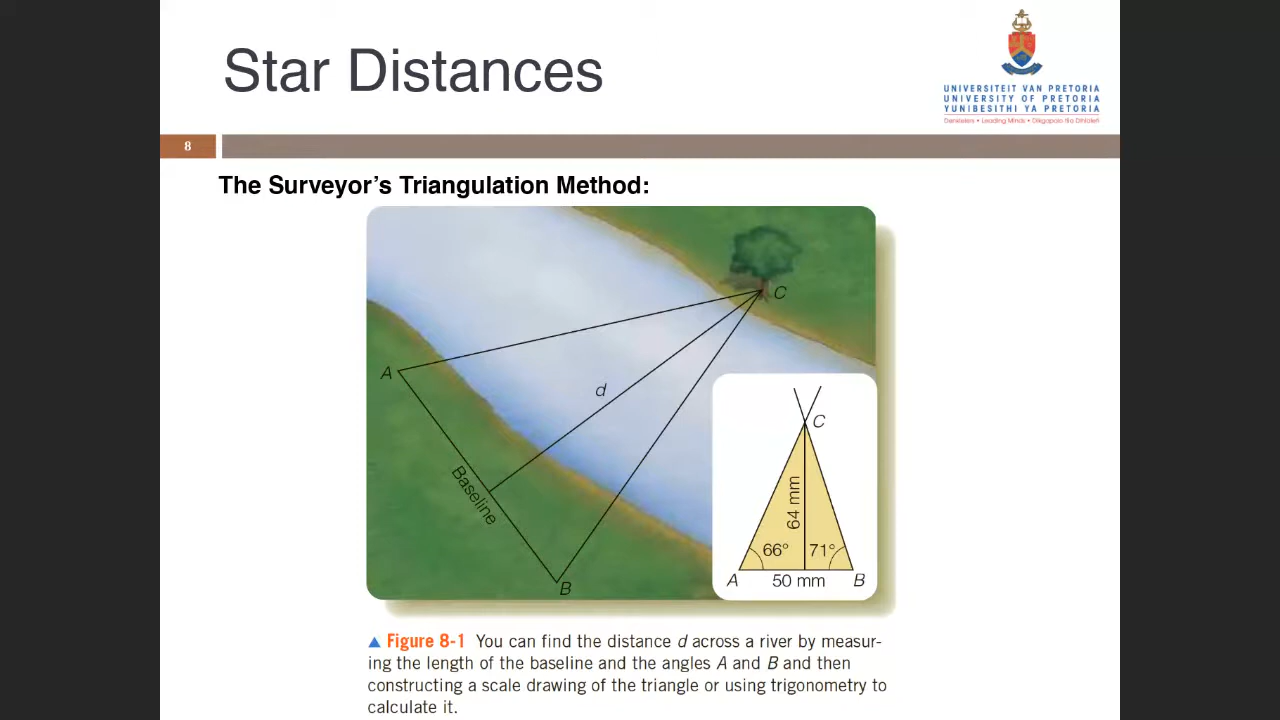 Star Distances
UNIVERSITEIT VAN PRETORIA
UNIVERSITY OF PRETORIA
YUNIBESITHI YA PRETORIA
• Leading Minds •
8
The Surveyor’s Triangulation Method:
C
A
d
Baseline
B
C
64 mm
66°
71°
A
50 mm
B
▲ Figure 8-1 You can find the distance d across a river by measur-
ing the length of the baseline and the angles A and B and then
constructing a scale drawing of the triangle or using trigonometry to
calculate it.